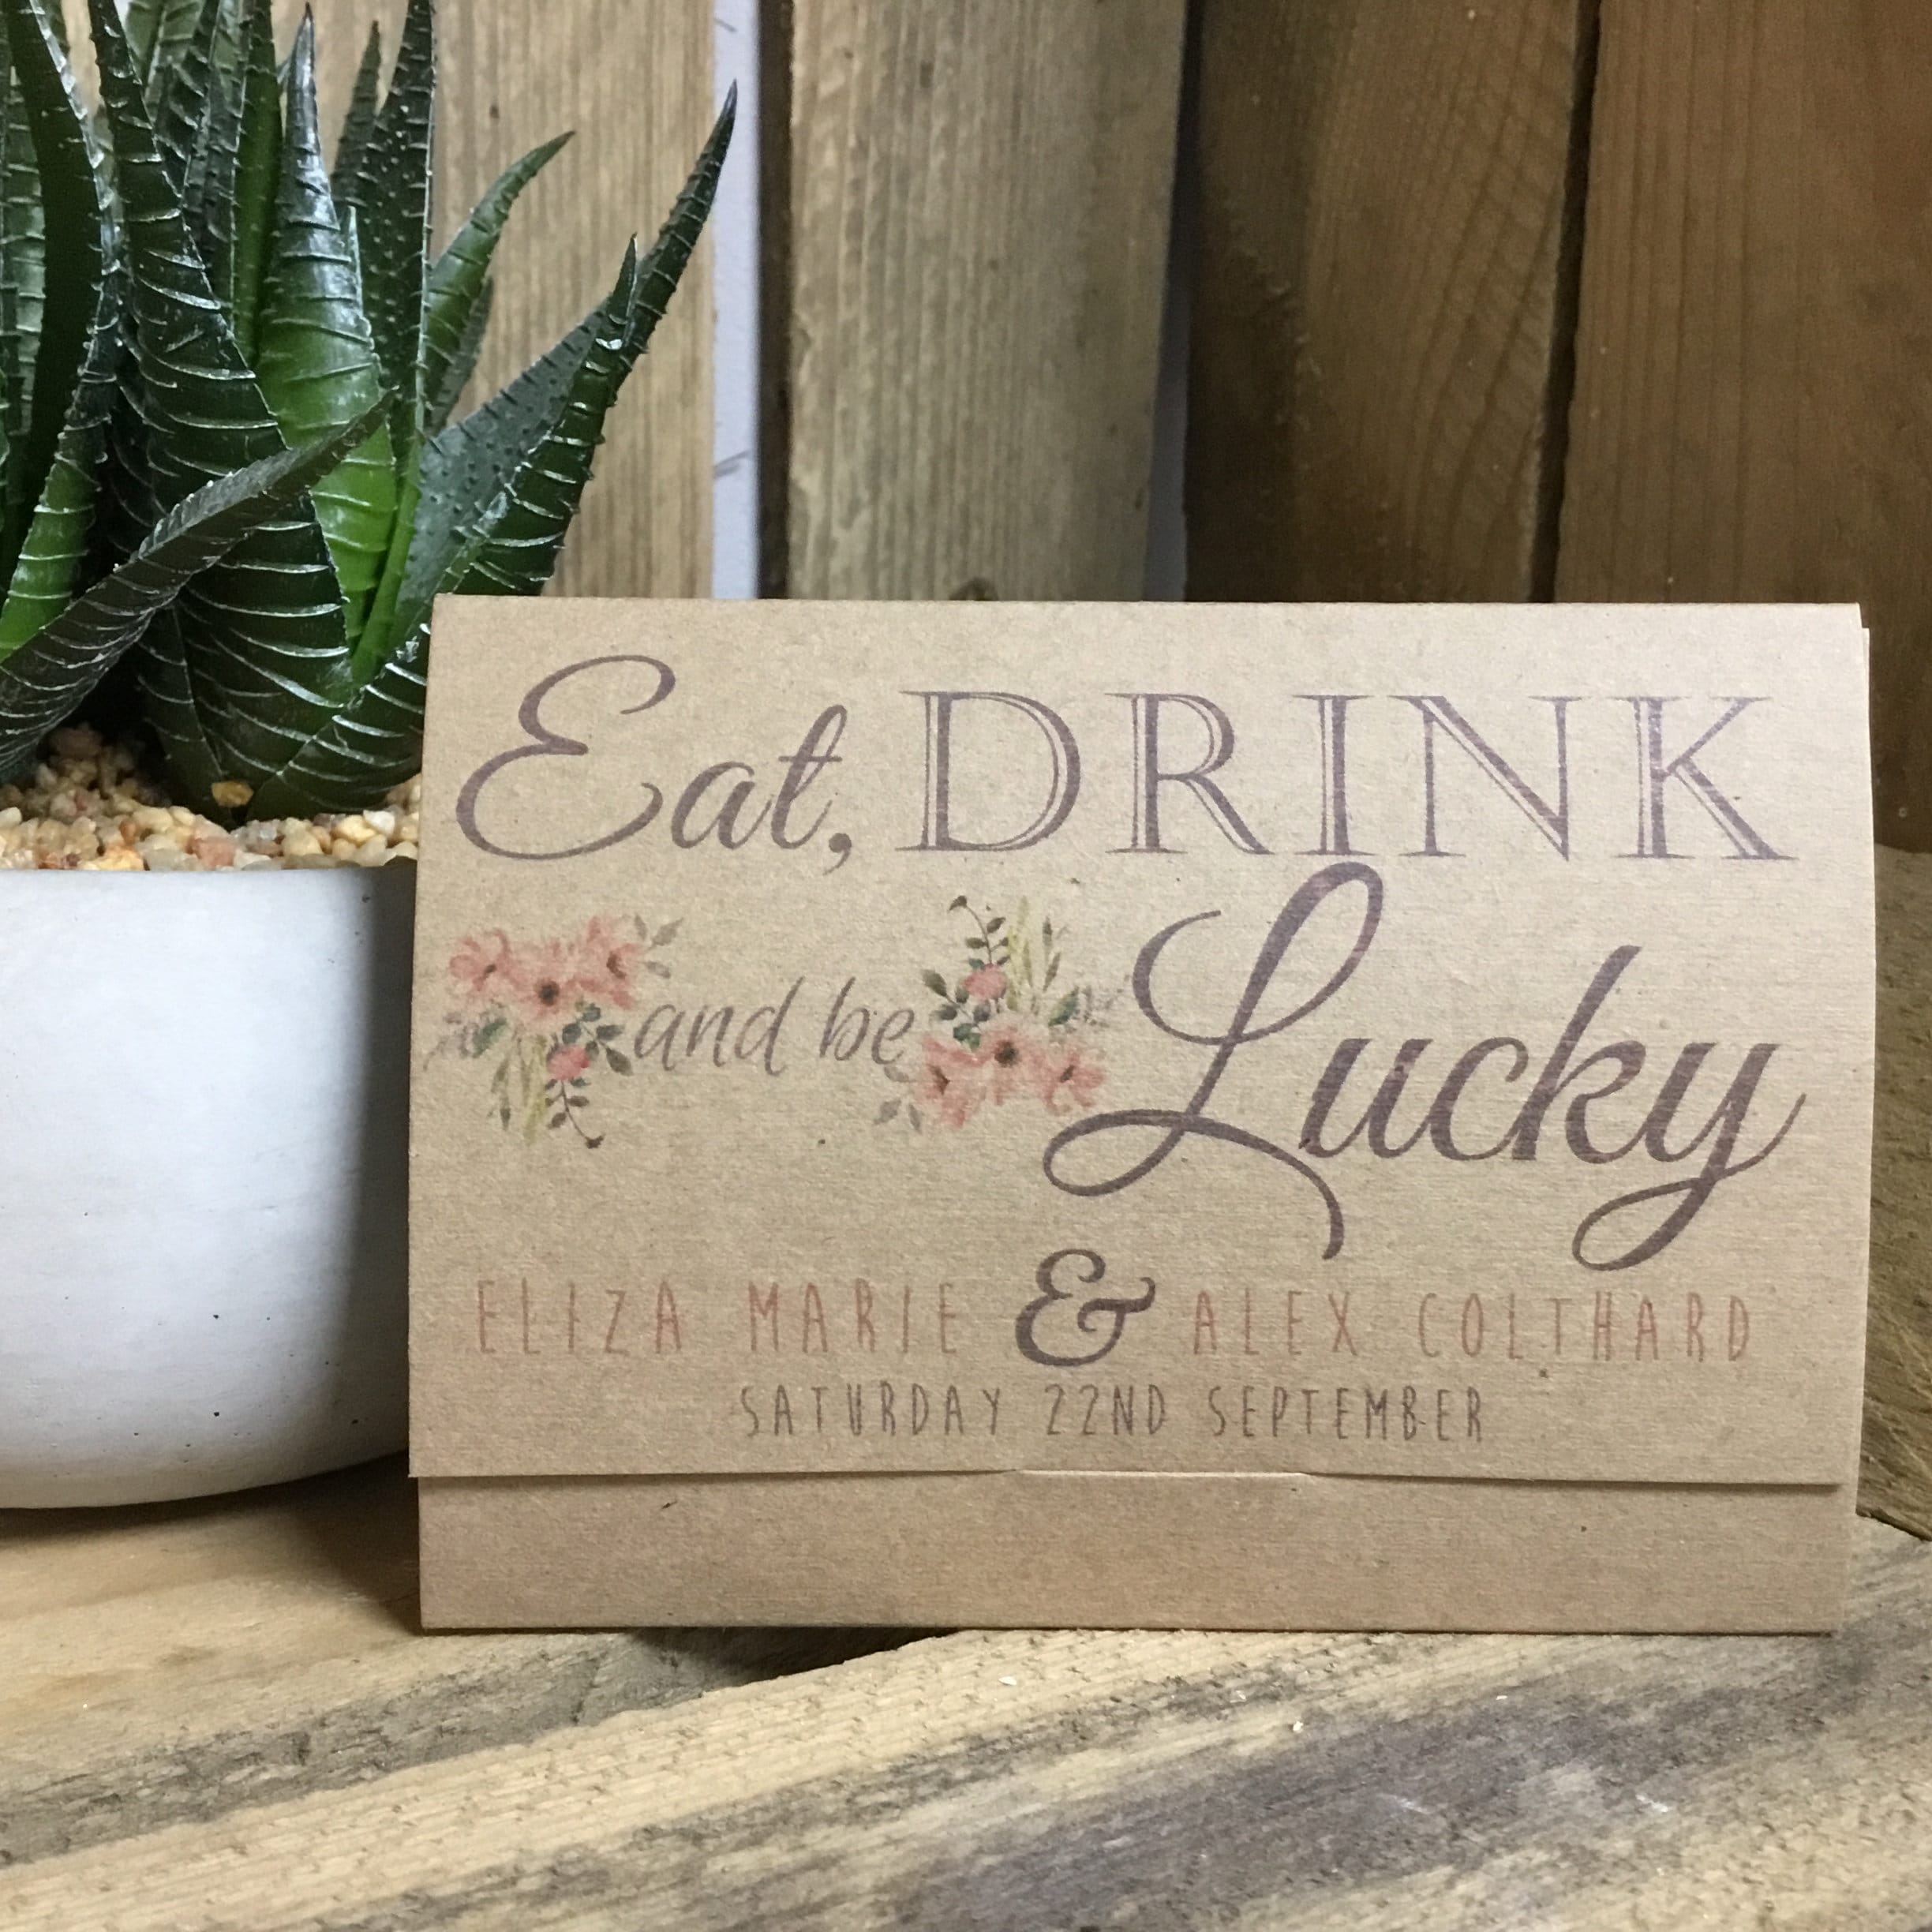 Eat, DRINK
and be Lucky
ELIZA MARIE & ALEX COLTHARD
SATURDAY 22ND SEPTEMBER